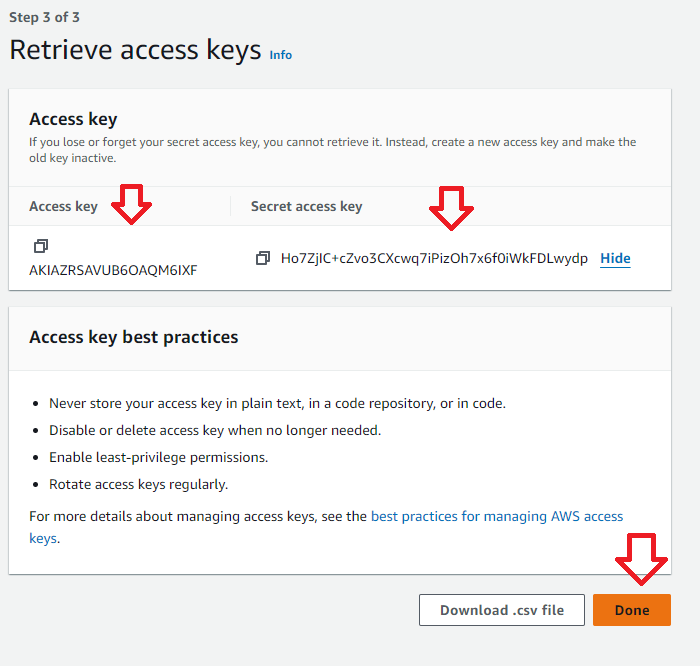 Step 3 of 3
Retrieve access keys Info
Access key
If you lose or forget your secret access key, you cannot retrieve it. Instead, create a new access key and make the
old key inactive.
Access key Secret access key
AKIAZRSAVUB6OAQM6IXF
Ho7ZjIC+cZvo3CXcwq7iPizOh7x6f0iWkFDLwydp Hide
Access key best practices
• Never store your access key in plain text, in a code repository, or in code.
• Disable or delete access key when no longer needed.
• Enable least-privilege permissions.
• Rotate access keys regularly.
For more details about managing access keys, see the best practices for managing AWS access
keys.
Download .csv file Done